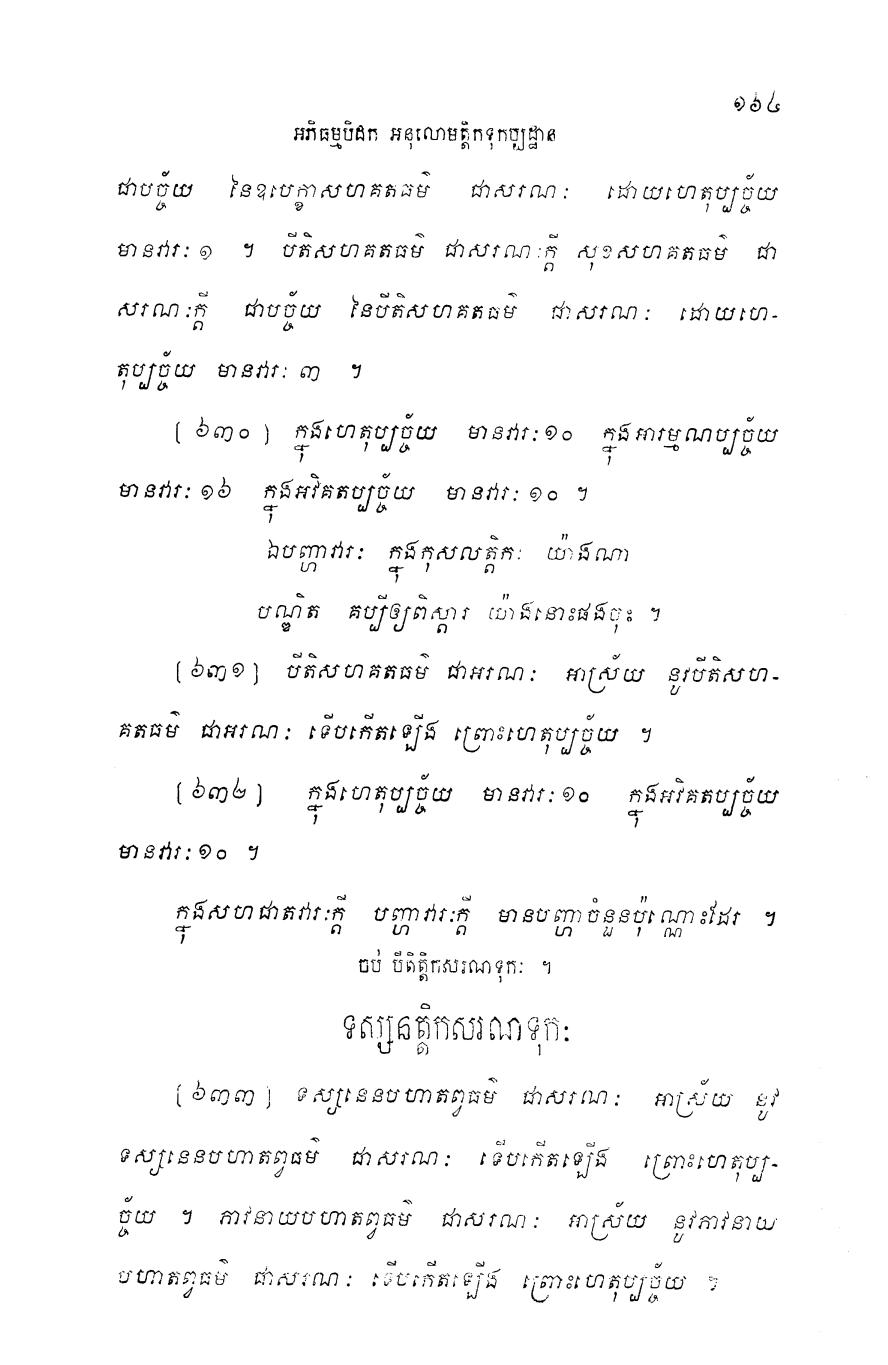 ១៦៤
អភិធម្មបិដក អនុលោមត្តិកទុកប្បដ្ឋាន
ជាបច្ច័យ នៃឧបេក្ខាសហគតធម៌ ជាសរណៈ ដោយហេតុប្បច្ច័យ
មានវារៈ១ ។ បីតិសហគតធម៌ ជាសរណៈក្តី សុខសហគតធម៌ ជា
សរណៈក្តី ជាបច្ច័យ នៃបីតិសហគតធម៌ ជាសរណៈ ដោយហេ-
តុប្បច្ច័យ មានវារៈ ៣ ។
[ ៦៣០ ] ក្នុងហេតុប្បច្ច័យ មានវារៈ១០ ក្នុងអារម្មណប្បច្ច័យ
មានវារៈ ១៦ ក្នុងអវិគតប្បច្ច័យ មានវារៈ ១០ ។
ឯបញ្ហាវារៈ ក្នុងកុសលត្តិកៈ យ៉ាងណា
បណ្ឌិត គប្បីឲ្យពិស្តារ យ៉ាងនោះផងចុះ ។
[ ៦៣១ ] បីតិសហគតធម៌ ជាអរណៈ អាស្រ័យ នូវបីតិសហ-
គតធម៌ ជាអរណៈ ទើបកើតឡើង ព្រោះហេតុប្បច្ច័យ ។
[ ៦៣២ ] ក្នុងហេតុប្បច្ច័យ មានវារៈ ១០ ក្នុងអវិគតប្បច្ច័យ
មានវារៈ ១០ ។
ក្នុងសហជាតវារៈក្តី បញ្ហាវារៈក្តី មានបញ្ហាចំនួនប៉ុណ្ណោះដែរ ។
ចប់ បីតិត្តិកសរណទុកៈ ។
ទស្សនត្តិកសរណទុកៈ
[ ៦៣៣ ] ទស្សនេនបហាតព្វធម៌ ជាសរណៈ អាស្រ័យ នូវ
ទស្សនេនបហាតព្វធម៌ ជាសរណៈ ទើបកើតឡើង ព្រោះហេតុប្ប-
ច្ច័យ ។ ភាវនាយបហាតព្វធម៌ ជាសរណៈ អាស្រ័យ នូវភាវនាយ
បហាតព្វធម៌ ជាសរណៈ ទើបកើតឡើង ព្រោះហេតុប្បច្ច័យ ។